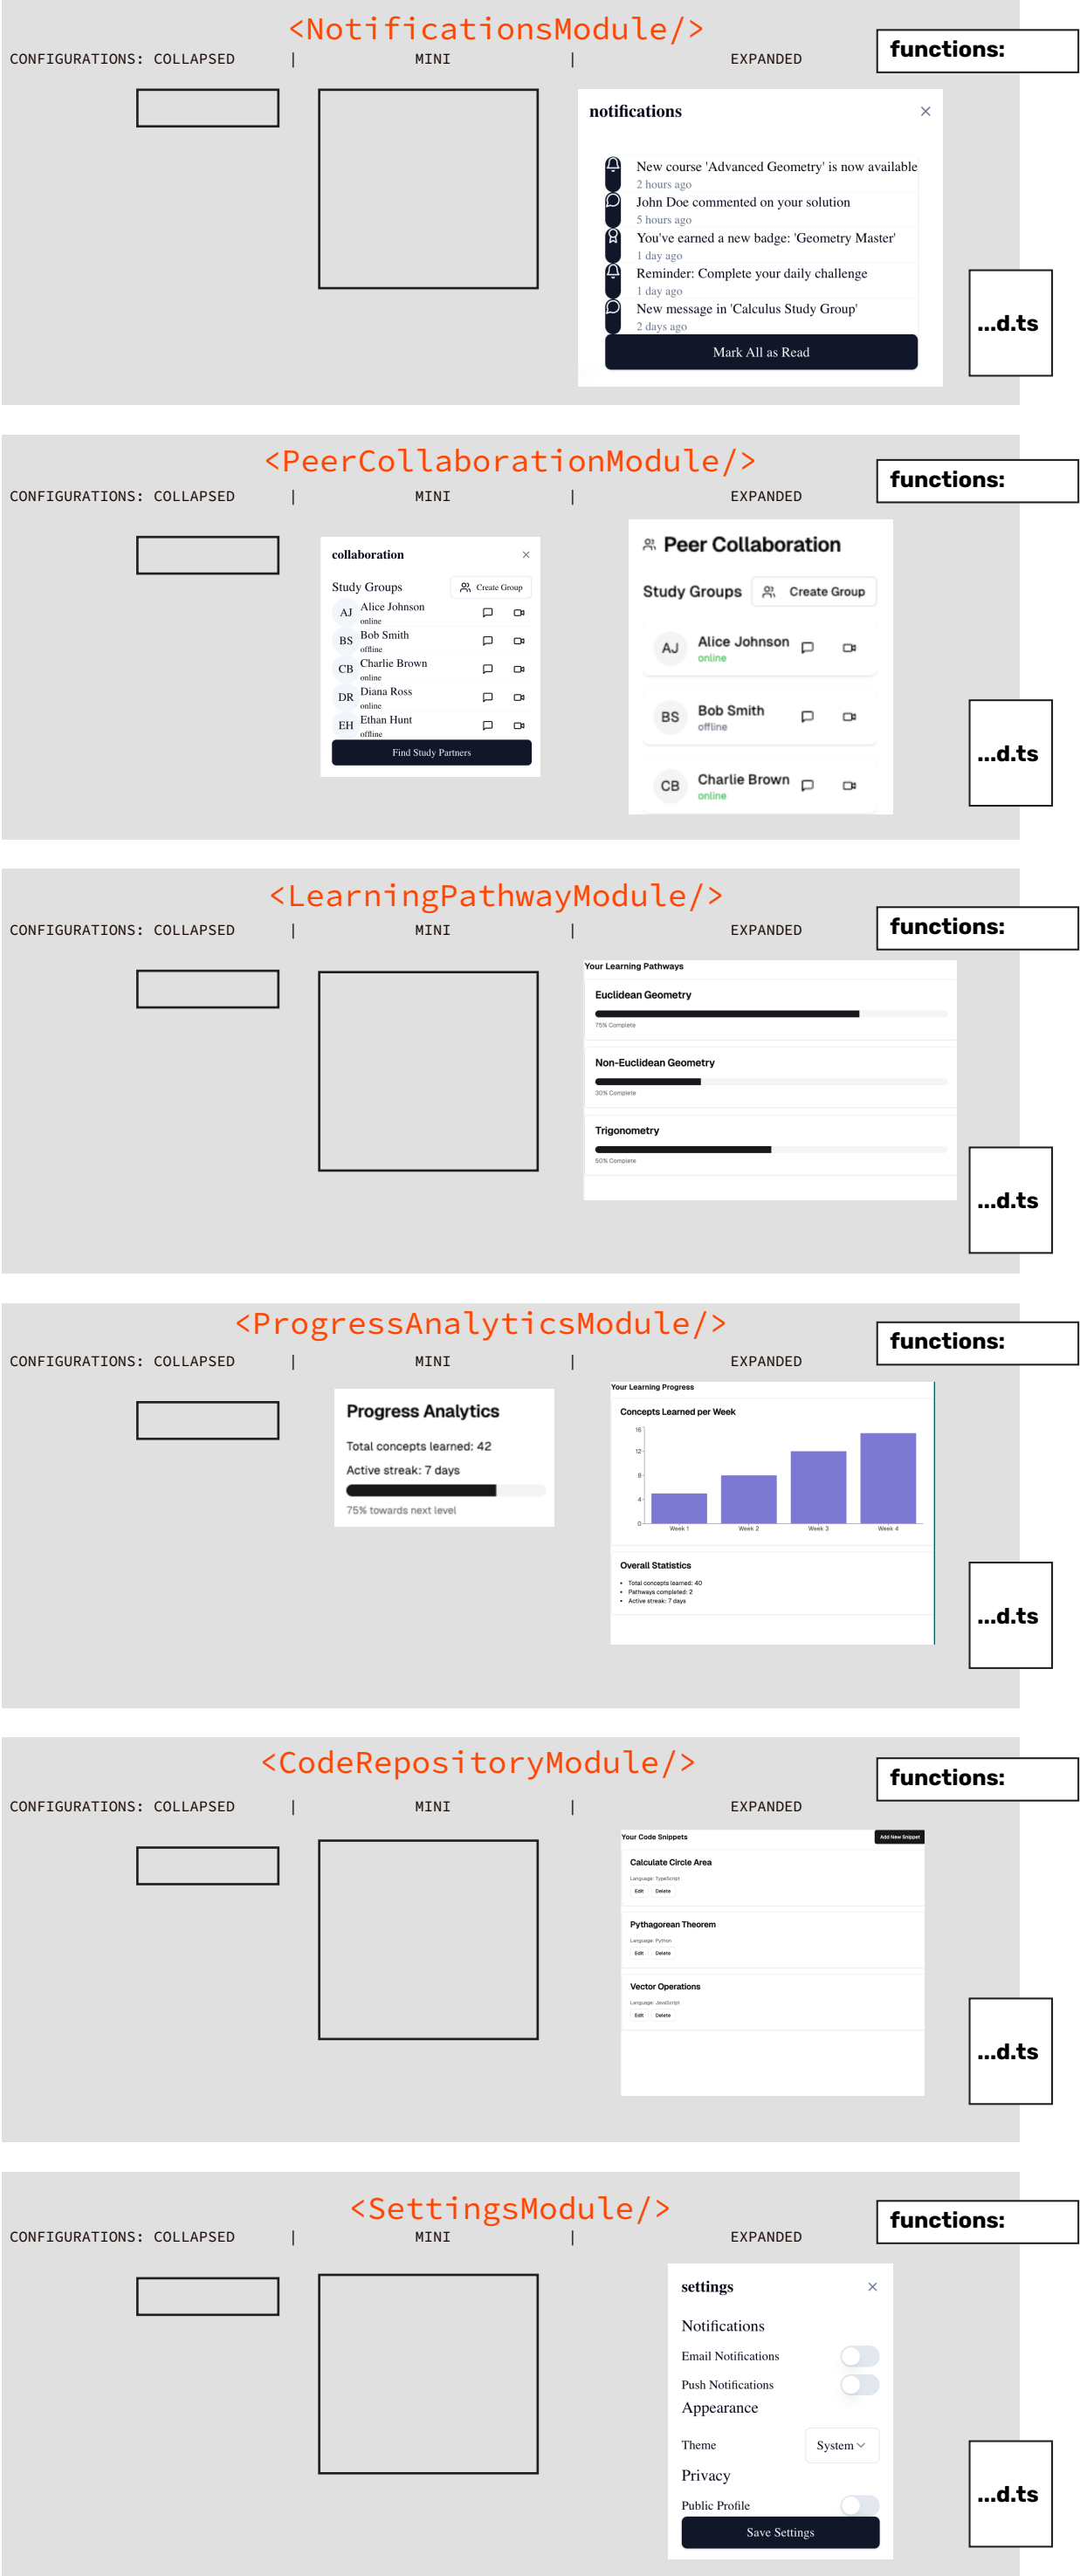 <NotificationsModule/>
functions:
CONFIGURATIONS: COLLAPSED | MINI | EXPANDED
notifications
New course 'Advanced Geometry' is now available
2 hours ago
John Doe commented on your solution
5 hours ago
You've earned a new badge: 'Geometry Master'
1 day ago
Reminder: Complete your daily challenge
1 day ago
New message in 'Calculus Study Group'
2 days ago
Mark All as Read
...d.ts
<PeerCollaborationModule/>
functions:
CONFIGURATIONS: COLLAPSED | MINI | EXPANDED
collaboration
Study Groups
Create Group
AJ Alice Johnson
online
BS Bob Smith
offline
CB Charlie Brown
online
DR Diana Ross
online
EH Ethan Hunt
offline
Find Study Partners
Peer Collaboration
Study Groups
Create Group
AJ Alice Johnson
online
BS Bob Smith
offline
CB Charlie Brown
online
...d.ts
<LearningPathwayModule/>
functions:
CONFIGURATIONS: COLLAPSED | MINI | EXPANDED
Your Learning Pathways
Euclidean Geometry
75% Complete
Non-Euclidean Geometry
30% Complete
Trigonometry
50% Complete
...d.ts
<ProgressAnalyticsModule/>
functions:
CONFIGURATIONS: COLLAPSED | MINI | EXPANDED
Progress Analytics
Total concepts learned: 42
Active streak: 7 days
75% towards next level
Your Learning Progress
Concepts Learned per Week
16
12
8
4
0
Week 1 Week 2 Week 3 Week 4
Overall Statistics
• Total concepts learned: 40
• Pathways completed: 2
• Active streak: 7 days
...d.ts
<CodeRepositoryModule/>
functions:
CONFIGURATIONS: COLLAPSED | MINI | EXPANDED
Your Code Snippets
Add New Snippet
Calculate Circle Area
Language: TypeScript
Edit Delete
Pythagorean Theorem
Language: Python
Edit Delete
Vector Operations
Language: JavaScript
Edit Delete
...d.ts
<SettingsModule/>
functions:
CONFIGURATIONS: COLLAPSED | MINI | EXPANDED
settings
Notifications
Email Notifications
Push Notifications
Appearance
Theme System
Privacy
Public Profile
Save Settings
...d.ts